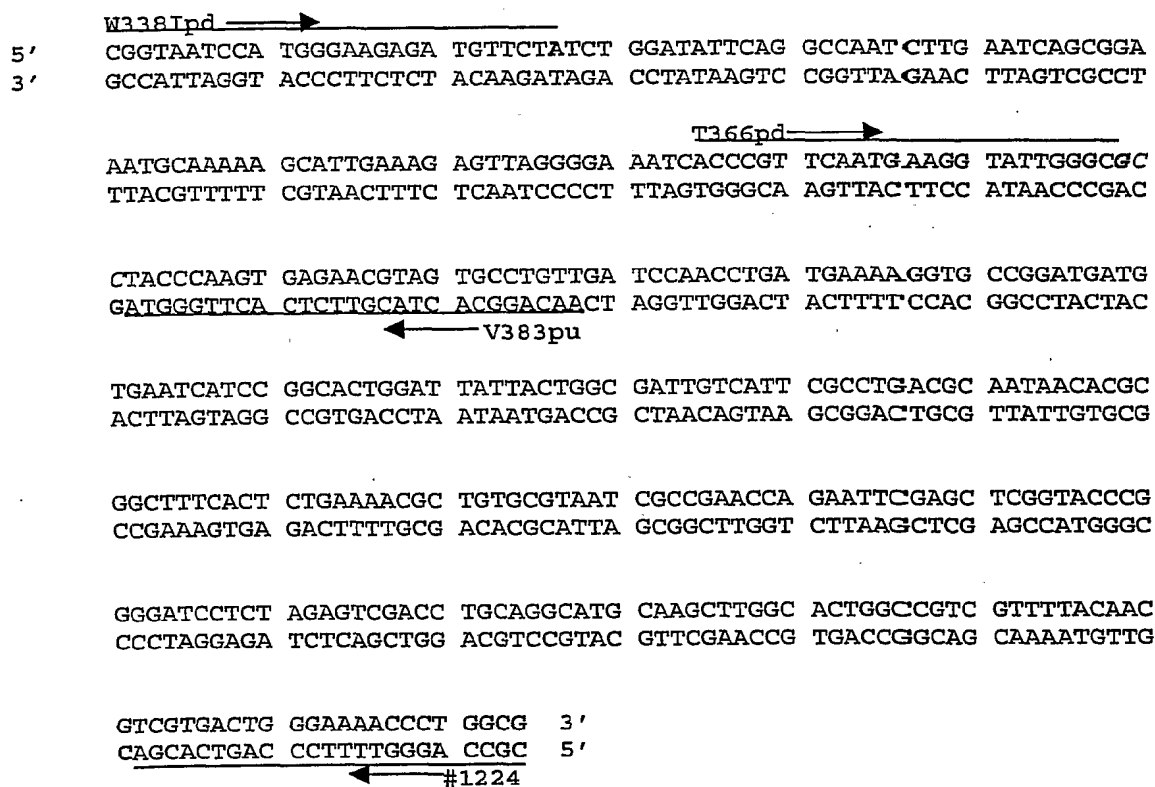 W338Ipd
5' CGGTAATCCA TGGGAAGAGA TGTTCTATCT GGATATTCAG GCCAATCTTG AATCAGCGGA
3' GCCATTAGGT ACCCTTCTCT ACAAGATAGA CCTATAAGTC CGGTTAGAAC TTAGTCGCCT
T366pd
AATGCAAAAA GCATTGAAAG AGTTAGGGGA AATCACCCGT TCAATGAAGG TATTGGGCGC
TTACGTTTTT CGTAACTTTC TCAATCCCCT TTAGTGGGCA AGTTACTTCC ATAACCCGAC
CTACCCAAGT GAGAACGTAG TGCCTGTTGA TCCAACCTGA TGAAAAGGTG CCGGATGATG
GATGGGTTCA CTCTTGCATC ACGGACAACT AGGTTGGACT ACTTTTCCAC GGCCTACTAC
V383pu
TGAATCATCC GGCACTGGAT TATTACTGGC GATTGTCATT CGCCTGACGC AATAACACGC
ACTTAGTAGG CCGTGACCTA ATAATGACCG CTAACAGTAA GCGGACTGCG TTATTGTGCG
GGCTTTCACT CTGAAAACGC TGTGCGTAAT CGCCGAACCA GAATTCGAGC TCGGTACCCG
CCGAAAGTGA GACTTTTGCG ACACGCATTA GCGGCTTGGT CTTAAGCTCG AGCCATGGGC
GGGATCCTCT AGAGTCGACC TGCAGGCATG CAAGCTTGGC ACTGGCCGTC GTTTTACAAC
CCCTAGGAGA TCTCAGCTGG ACGTCCGTAC GTTCGAACCG TGACCGGCAG CAAAATGTTG
GTCGTGACTG GGAAAACCCT GGCG 3'
CAGCACTGAC CCTTTTGGGA CCGC 5'
#1224